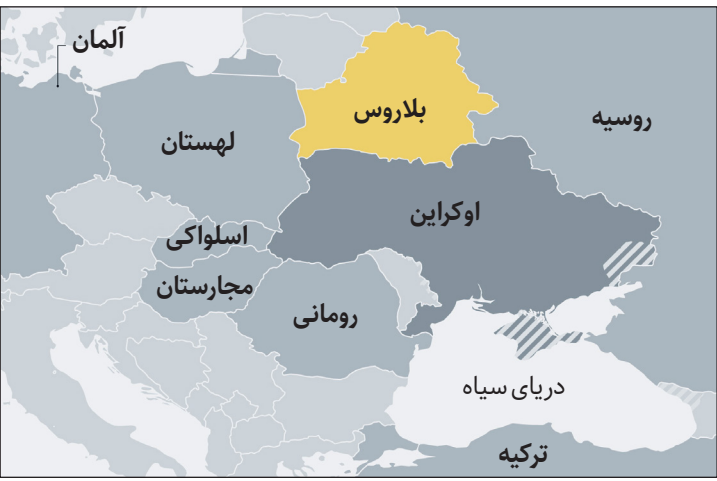 آلمان
بلاروس
روسیه
لهستان
اوکراین
اسلواکی
مجارستان
رومانی
دریای سیاه
ترکیه